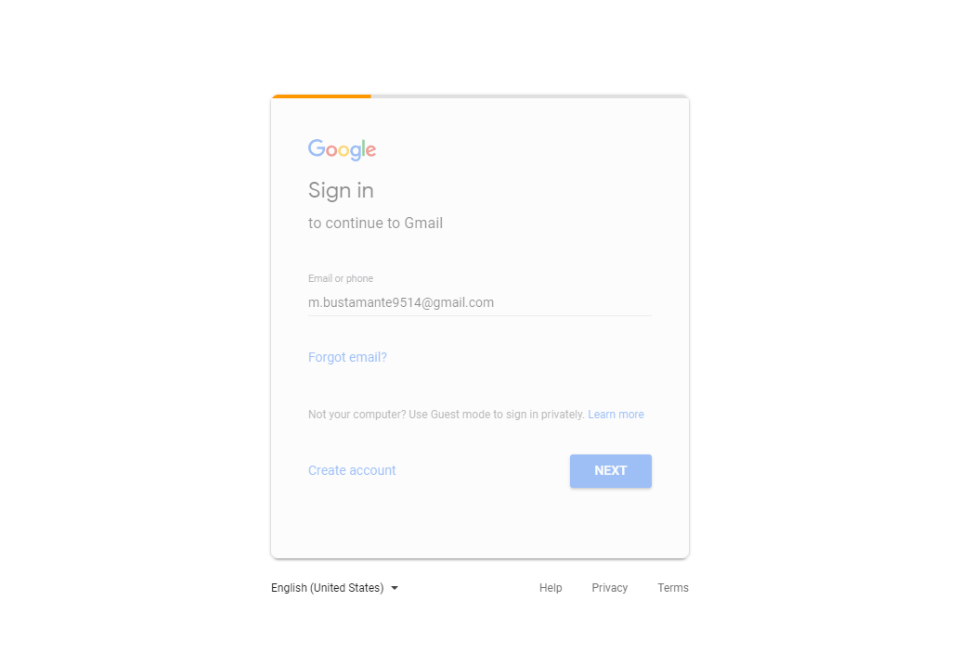 Google
Sign in
to continue to Gmail
Email or phone
m.bustamante9514@gmail.com
Forgot email?
Not your computer? Use Guest mode to sign in privately. Learn more
Create account NEXT
English (United States) Help Privacy Terms